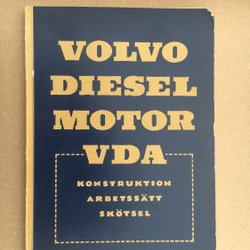 VOLVO
DIESEL
MOTOR
VDA
KONSTRUKTION
ARBETSSÄTT
SKÖTSEL